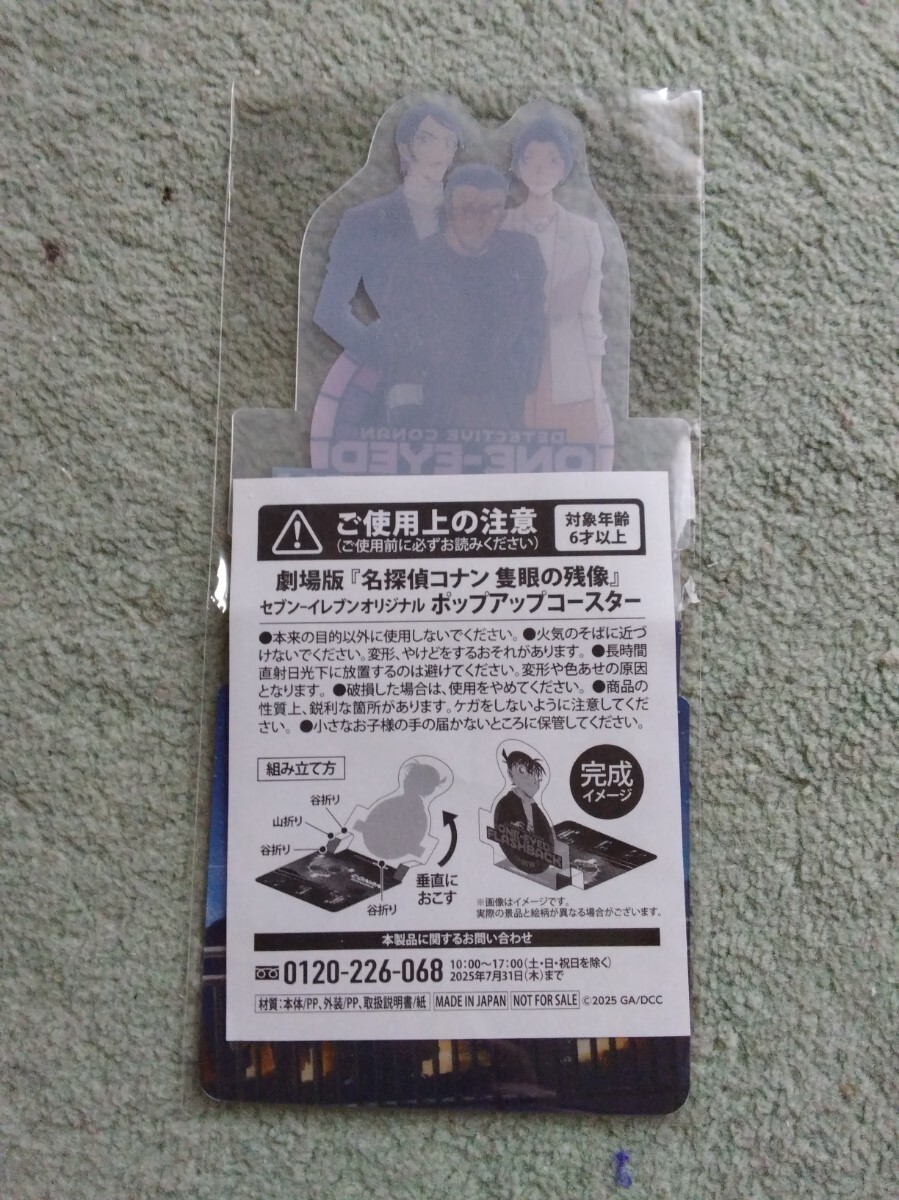 DETECTIVE CONAN
ONE-EYED
ご使用上の注意
(ご使用前に必ずお読みください)
対象年齢
6才以上
劇場版『名探偵コナン 隻眼の残像』
セブン-イレブンオリジナル ポップアップコースター
●本来の目的以外に使用しないでください。●火気のそばに近づ
けないでください。変形、やけどをするおそれがあります。●長時間
直射日光下に放置するのは避けてください。変形や色あせの原因
となります。●破損した場合は、使用をやめてください。●商品の
性質上、鋭利な箇所があります。ケガをしないように注意してくだ
さい。●小さなお子様の手の届かないところに保管してください。
組み立て方
谷折り
山折り
谷折り
谷折り
垂直に
おこす
ONE-EYED
FLASHBACK
完成
イメージ
※画像はイメージです。
実際の景品と絵柄が異なる場合がございます。
本製品に関するお問い合わせ
0120-226-068
10:00~17:00(土・日・祝日を除く)
2025年7月31日(木)まで
材質:本体/PP、外装/PP、取扱説明書/紙
MADE IN JAPAN
NOT FOR SALE
©2025 GA/DCC